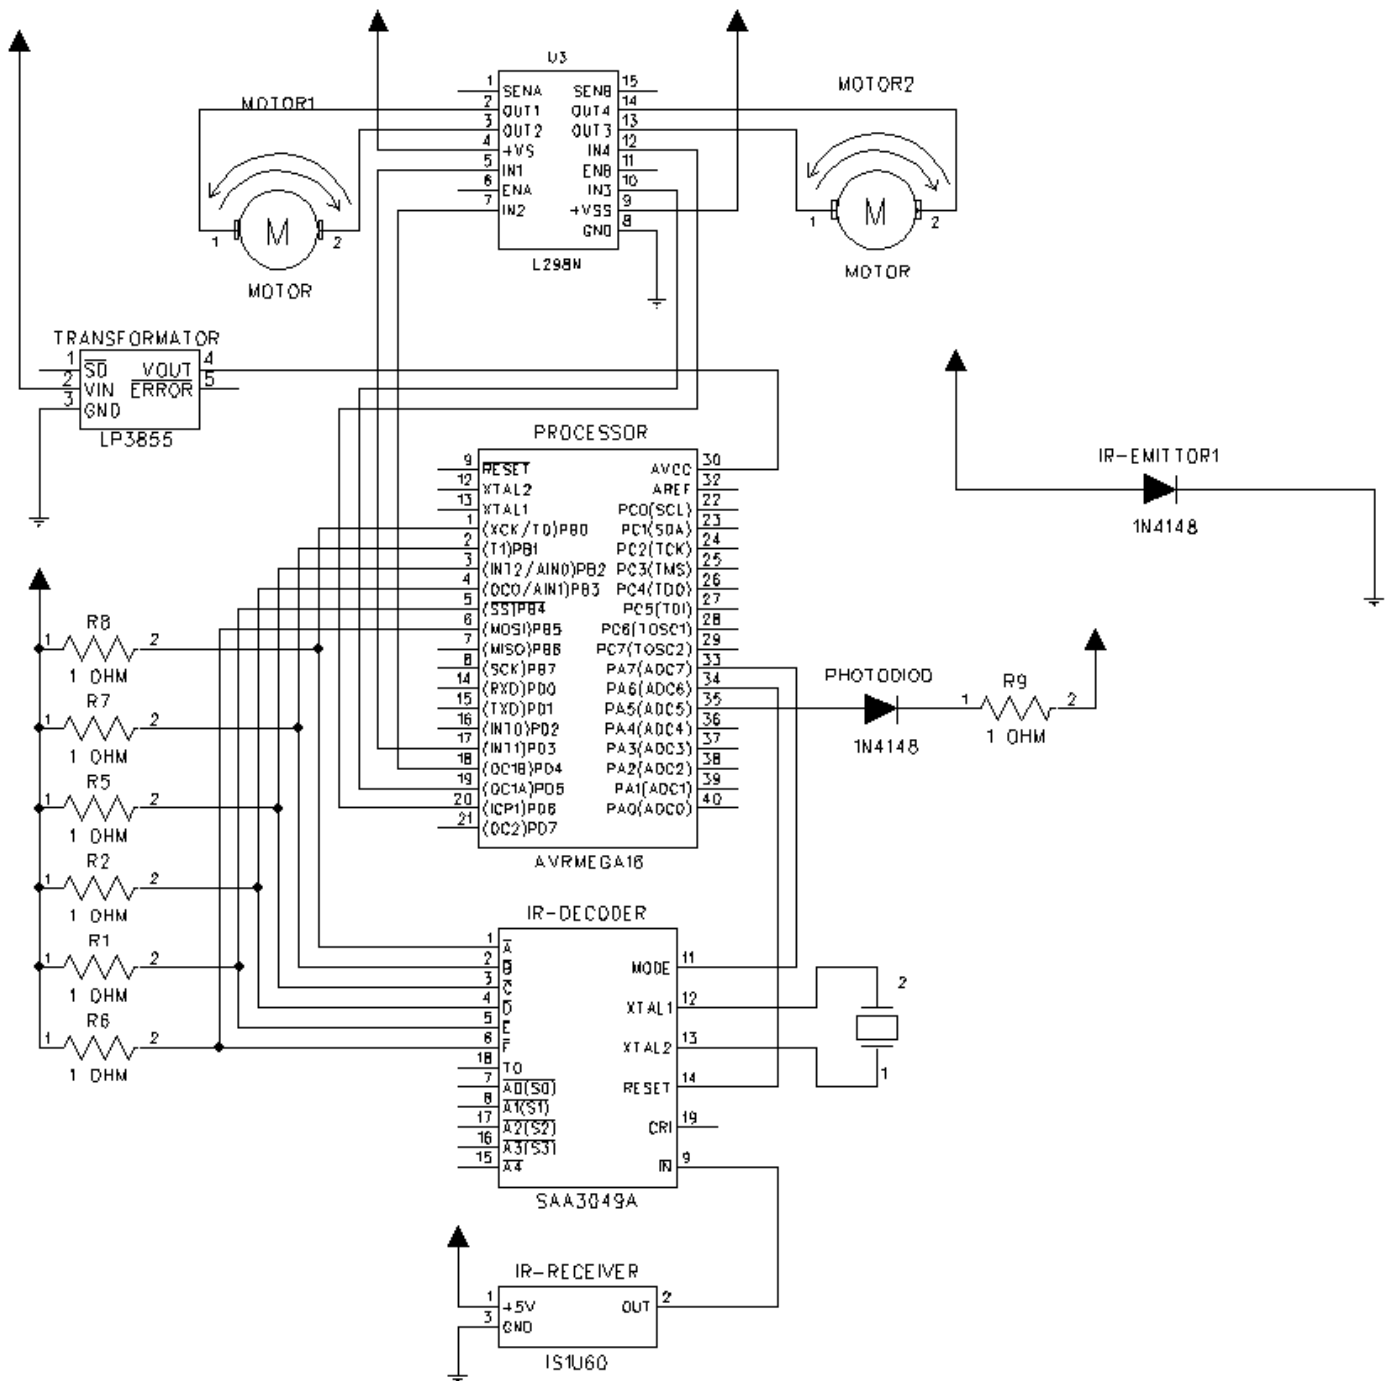 U3
MOTOR1
MOTOR2
1 SENA SENB 15
2 OUT1 OUT4 14
3 OUT2 OUT3 13
4 +VS IN4 12
5 IN1 ENB 11
6 ENA IN3 10
7 IN2 +VSS 9
GND 8
L298N
M
1 2
MOTOR
M
1 2
MOTOR
TRANSFORMATOR
1 SD VOUT 4
2 VIN ERROR 5
3 GND
LP3855
PROCESSOR
9 RESET AVCC 30
12 XTAL2 AREF 32
13 XTAL1 PC0(SCL) 22
1 (XCK/T0)PB0 PC1(SDA) 23
2 (T1)PB1 PC2(TCK) 24
3 (INT2/AIN0)PB2 PC3(TMS) 25
4 (OC0/AIN1)PB3 PC4(TDO) 26
5 (SS)PB4 PC5(TDI) 27
6 (MOSI)PB5 PC6(TOSC1) 28
7 (MISO)PB6 PC7(TOSC2) 29
8 (SCK)PB7 PA7(ADC7) 33
14 (RXD)PD0 PA6(ADC6) 34
15 (TXD)PD1 PA5(ADC5) 35
16 (INT0)PD2 PA4(ADC4) 36
17 (INT1)PD3 PA3(ADC3) 37
18 (OC1B)PD4 PA2(ADC2) 38
19 (OC1A)PD5 PA1(ADC1) 39
20 (ICP1)PD6 PA0(ADC0) 40
21 (OC2)PD7
AVRMEGA16
IR-EMITTOR1
1N4148
PHOTODIOD
1N4148
R9
1 2
1 OHM
R8
1 2
1 OHM
R7
1 2
1 OHM
R5
1 2
1 OHM
R2
1 2
1 OHM
R1
1 2
1 OHM
R6
1 2
1 OHM
IR-DECODER
1 A
2 B MODE 11
3 C
4 D XTAL1 12
5 E
6 F XTAL2 13
18 TO
7 A0(S0) RESET 14
8 A1(S1)
17 A2(S2) CRI 19
16 A3(S3)
15 A4 IN 9
SAA3049A
2
1
IR-RECEIVER
1 +5V OUT 2
3 GND
IS1U60